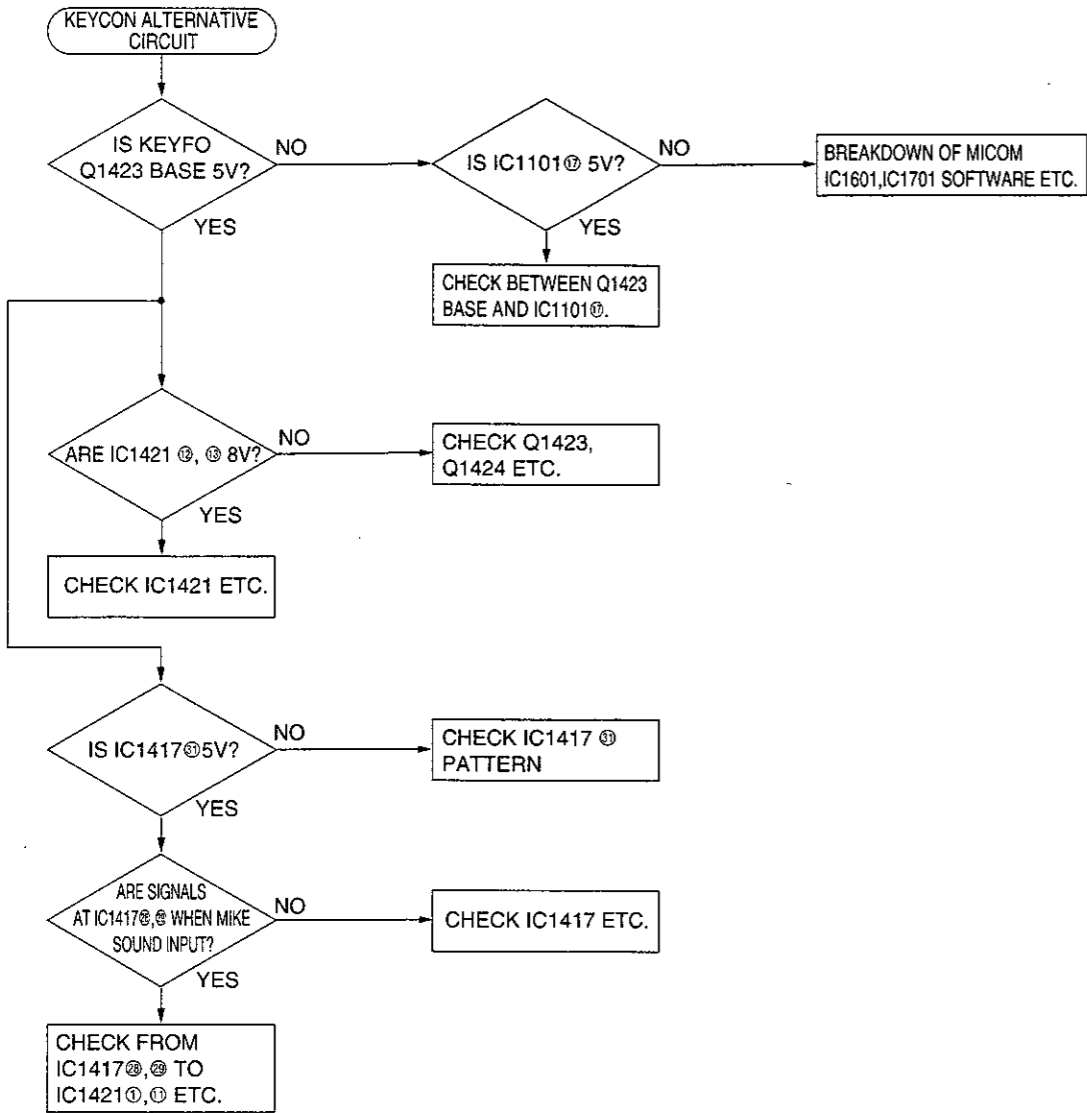 KEYCON ALTERNATIVE
CIRCUIT
IS KEYFO
Q1423 BASE 5V?
NO
YES
IS IC1101⑰ 5V?
NO
YES
BREAKDOWN OF MICOM
IC1601,IC1701 SOFTWARE ETC.
CHECK BETWEEN Q1423
BASE AND IC1101⑰.
ARE IC1421 ⑫, ⑬ 8V?
NO
YES
CHECK Q1423,
Q1424 ETC.
CHECK IC1421 ETC.
IS IC1417㉛5V?
NO
YES
CHECK IC1417 ㉛
PATTERN
ARE SIGNALS
AT IC1417㉘,㉙ WHEN MIKE
SOUND INPUT?
NO
YES
CHECK IC1417 ETC.
CHECK FROM
IC1417㉘,㉙ TO
IC1421①,⑪ ETC.